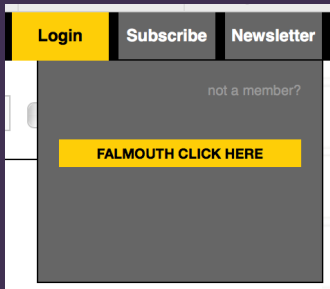 Login Subscribe Newsletter
not a member?
FALMOUTH CLICK HERE